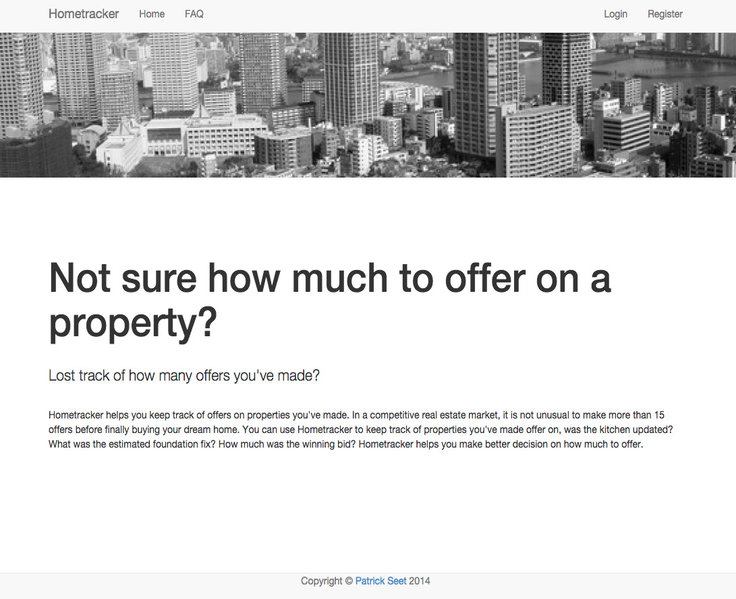 Hometracker Home FAQ Login Register
Not sure how much to offer on a
property?
Lost track of how many offers you've made?
Hometracker helps you keep track of offers on properties you've made. In a competitive real estate market, it is not unusual to make more than 15
offers before finally buying your dream home. You can use Hometracker to keep track of properties you've made offer on, was the kitchen updated?
What was the estimated foundation fix? How much was the winning bid? Hometracker helps you make better decision on how much to offer.
Copyright © Patrick Seet 2014